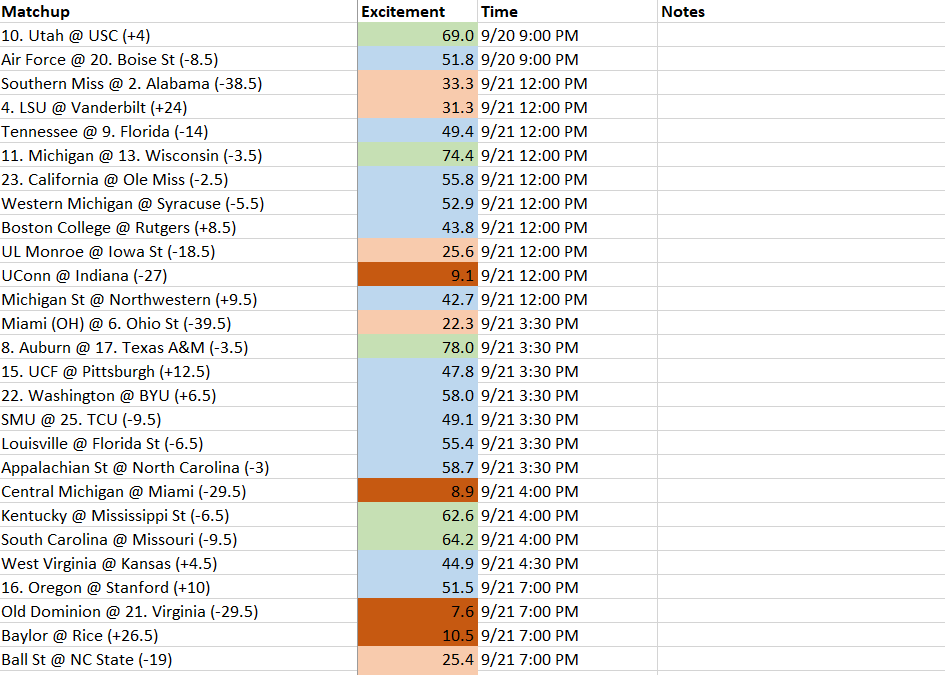 Matchup Excitement Time Notes
10. Utah @ USC (+4) 69.0 9/20 9:00 PM
Air Force @ 20. Boise St (-8.5) 51.8 9/20 9:00 PM
Southern Miss @ 2. Alabama (-38.5) 33.3 9/21 12:00 PM
4. LSU @ Vanderbilt (+24) 31.3 9/21 12:00 PM
Tennessee @ 9. Florida (-14) 49.4 9/21 12:00 PM
11. Michigan @ 13. Wisconsin (-3.5) 74.4 9/21 12:00 PM
23. California @ Ole Miss (-2.5) 55.8 9/21 12:00 PM
Western Michigan @ Syracuse (-5.5) 52.9 9/21 12:00 PM
Boston College @ Rutgers (+8.5) 43.8 9/21 12:00 PM
UL Monroe @ Iowa St (-18.5) 25.6 9/21 12:00 PM
UConn @ Indiana (-27) 9.1 9/21 12:00 PM
Michigan St @ Northwestern (+9.5) 42.7 9/21 12:00 PM
Miami (OH) @ 6. Ohio St (-39.5) 22.3 9/21 3:30 PM
8. Auburn @ 17. Texas A&M (-3.5) 78.0 9/21 3:30 PM
15. UCF @ Pittsburgh (+12.5) 47.8 9/21 3:30 PM
22. Washington @ BYU (+6.5) 58.0 9/21 3:30 PM
SMU @ 25. TCU (-9.5) 49.1 9/21 3:30 PM
Louisville @ Florida St (-6.5) 55.4 9/21 3:30 PM
Appalachian St @ North Carolina (-3) 58.7 9/21 3:30 PM
Central Michigan @ Miami (-29.5) 8.9 9/21 4:00 PM
Kentucky @ Mississippi St (-6.5) 62.6 9/21 4:00 PM
South Carolina @ Missouri (-9.5) 64.2 9/21 4:00 PM
West Virginia @ Kansas (+4.5) 44.9 9/21 4:30 PM
16. Oregon @ Stanford (+10) 51.5 9/21 7:00 PM
Old Dominion @ 21. Virginia (-29.5) 7.6 9/21 7:00 PM
Baylor @ Rice (+26.5) 10.5 9/21 7:00 PM
Ball St @ NC State (-19) 25.4 9/21 7:00 PM